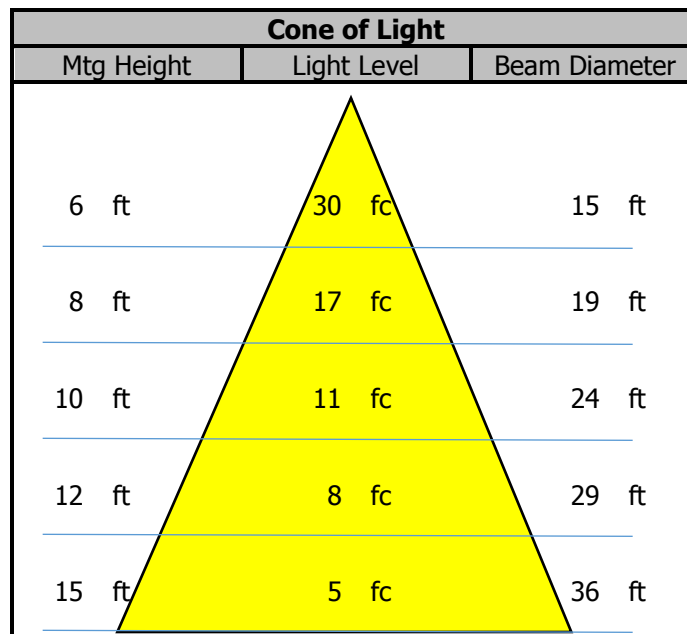 Cone of Light
Mtg Height Light Level Beam Diameter
6 ft 30 fc 15 ft
8 ft 17 fc 19 ft
10 ft 11 fc 24 ft
12 ft 8 fc 29 ft
15 ft 5 fc 36 ft